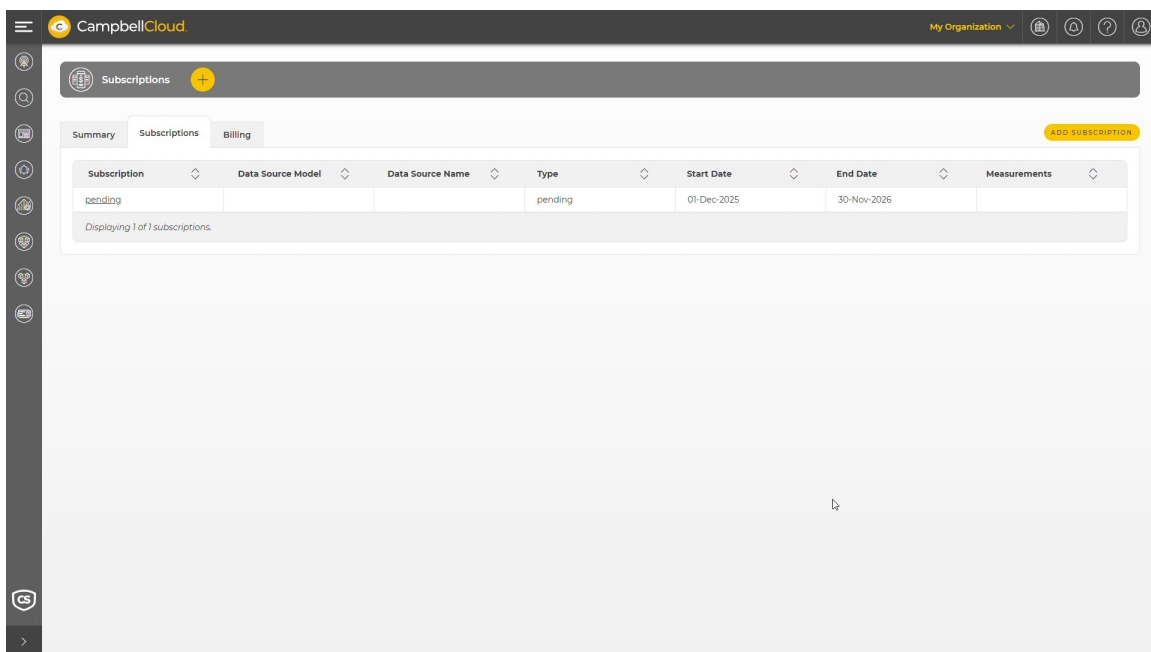 CampbellCloud.
My Organization
Subscriptions
Summary
Subscriptions
Billing
ADD SUBSCRIPTION
Subscription Data Source Model Data Source Name Type Start Date End Date Measurements
pending pending 01-Dec-2025 30-Nov-2026
Displaying 1 of 1 subscriptions.
CS